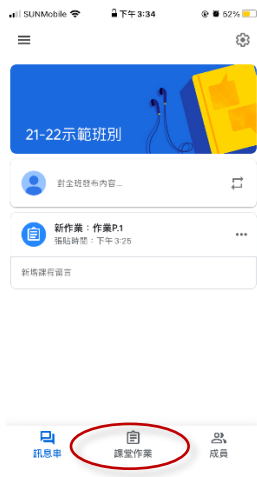 SUNMobile 下午3:34 52%
21-22示範班別
對全班發布內容...
新作業：作業P.1
張貼時間：下午3:25
新增課程留言
訊息串 課堂作業 成員